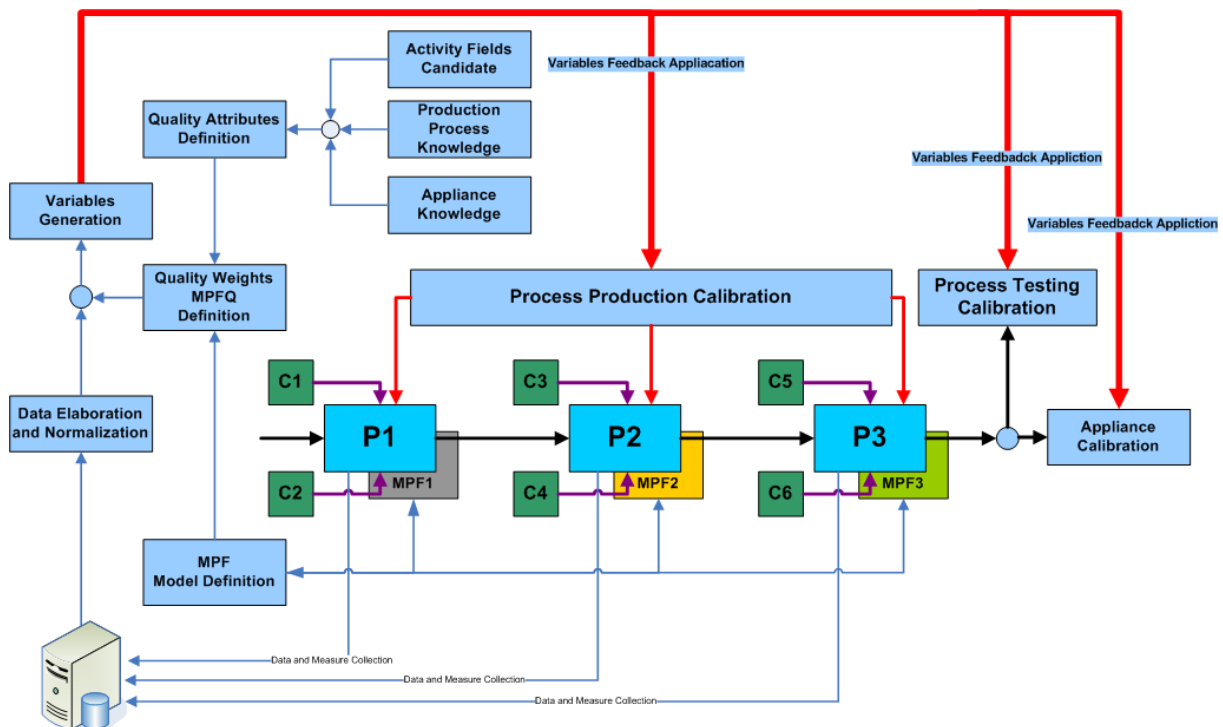 Activity Fields
Candidate
Variables Feedback Appliacation
Quality Attributes
Definition
Production
Process
Knowledge
Variables Feedbadck Appliction
Appliance
Knowledge
Variables
Generation
Variables Feedbadck Appliction
Quality Weights
MPFQ
Definition
Process Production Calibration
Process Testing
Calibration
C1
C3
C5
Data Elaboration
and Normalization
P1
P2
P3
Appliance
Calibration
C2
MPF1
C4
MPF2
C6
MPF3
MPF
Model Definition
Data and Measure Collection
Data and Measure Collection
Data and Measure Collection